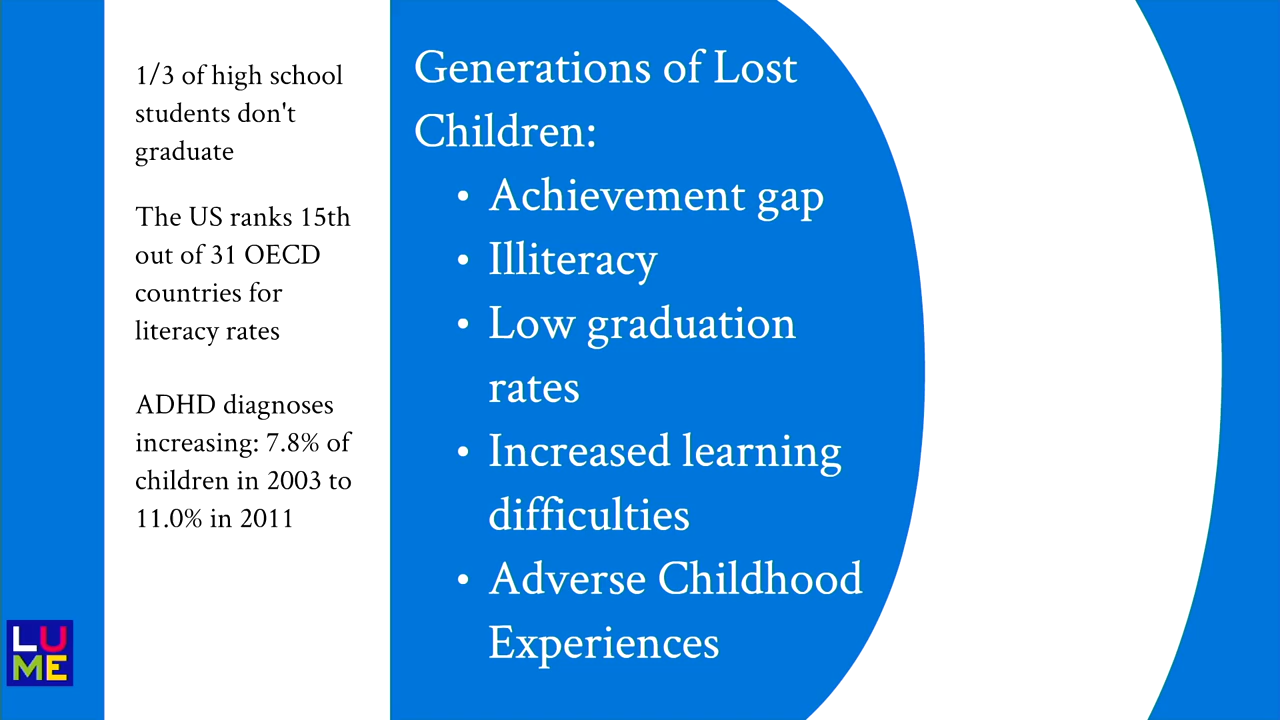 1/3 of high school
students don't
graduate
The US ranks 15th
out of 31 OECD
countries for
literacy rates
ADHD diagnoses
increasing: 7.8% of
children in 2003 to
11.0% in 2011
Generations of Lost
Children:
• Achievement gap
• Illiteracy
• Low graduation
rates
• Increased learning
difficulties
• Adverse Childhood
Experiences
LU
ME